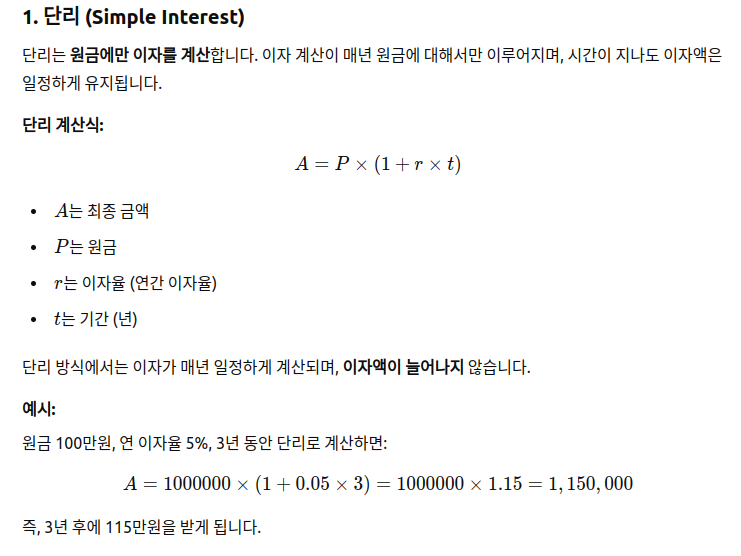 1. 단리 (Simple Interest)
단리는 원금에만 이자를 계산합니다. 이자 계산이 매년 원금에 대해서만 이루어지며, 시간이 지나도 이자액은
일정하게 유지됩니다.
단리 계산식:
A = P × (1 + r × t)
• A는 최종 금액
• P는 원금
• r는 이자율 (연간 이자율)
• t는 기간 (년)
단리 방식에서는 이자가 매년 일정하게 계산되며, 이자액이 늘어나지 않습니다.
예시:
원금 100만원, 연 이자율 5%, 3년 동안 단리로 계산하면:
A = 1000000 × (1 + 0.05 × 3) = 1000000 × 1.15 = 1, 150, 000
즉, 3년 후에 115만원을 받게 됩니다.